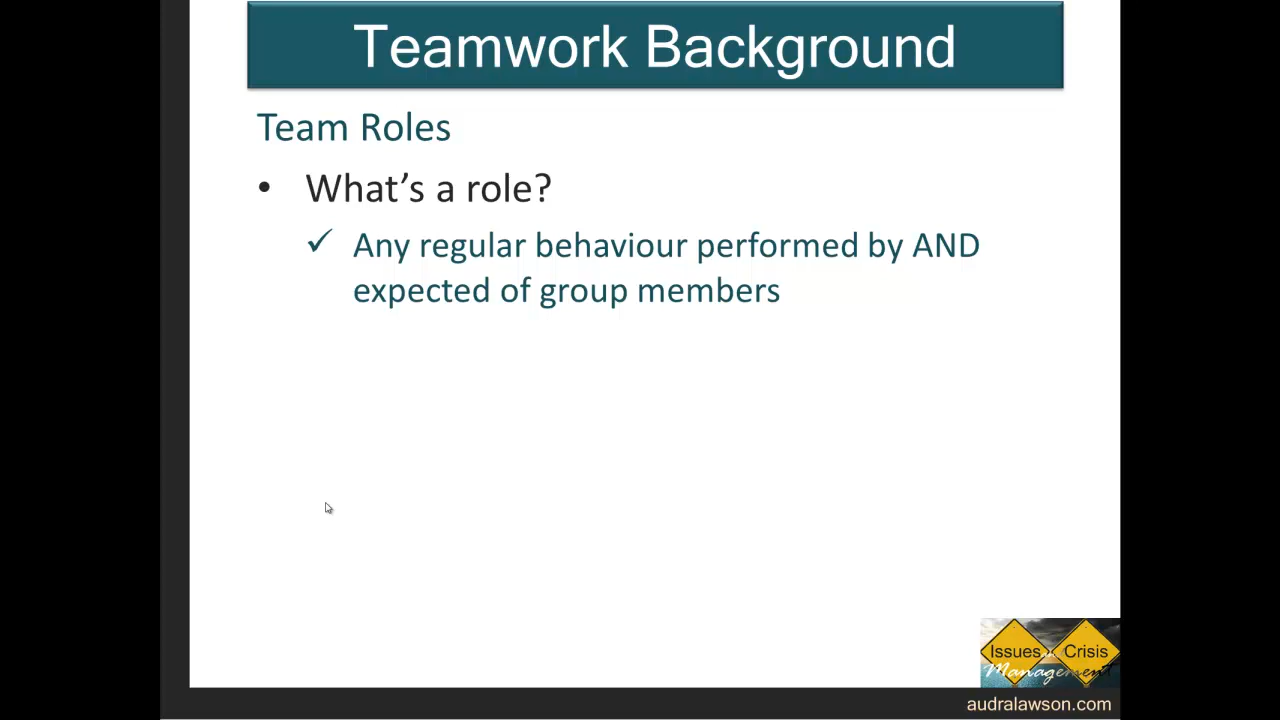 Teamwork Background
Team Roles
• What’s a role?
✓ Any regular behaviour performed by AND
expected of group members
Issues Crisis
Management
audralawson.com